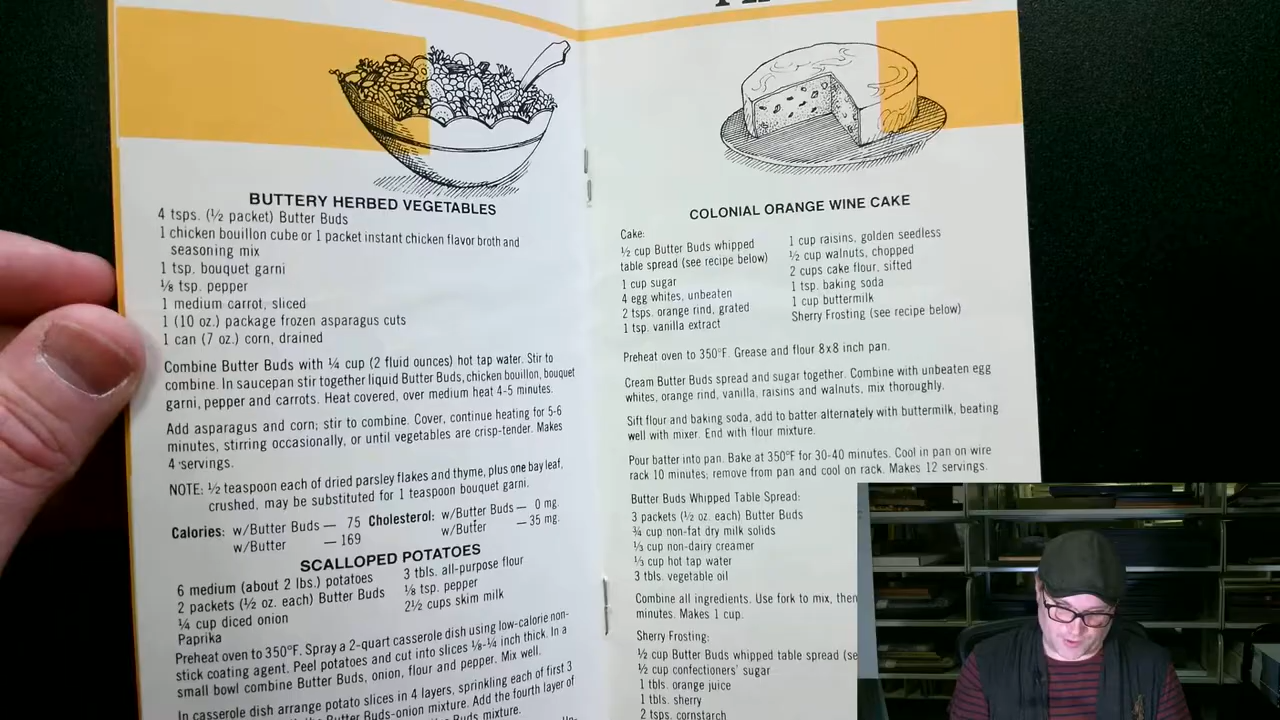 BUTTERY HERBED VEGETABLES
4 tsps. (½ packet) Butter Buds
1 chicken bouillon cube or 1 packet instant chicken flavor broth and
seasoning mix
1 tsp. bouquet garni
⅛ tsp. pepper
1 medium carrot, sliced
1 (10 oz.) package frozen asparagus cuts
1 can (7 oz.) corn, drained
Combine Butter Buds with ¼ cup (2 fluid ounces) hot tap water. Stir to
combine. In saucepan stir together liquid Butter Buds, chicken bouillon, bouquet
garni, pepper and carrots. Heat covered, over medium heat 4-5 minutes.
Add asparagus and corn; stir to combine. Cover, continue heating for 5-6
minutes, stirring occasionally, or until vegetables are crisp-tender. Makes
4 servings.
NOTE: ½ teaspoon each of dried parsley flakes and thyme, plus one bay leaf,
crushed, may be substituted for 1 teaspoon bouquet garni.
Calories: w/Butter Buds — 75 Cholesterol: w/Butter Buds — 0 mg.
w/Butter — 169 w/Butter — 35 mg.
SCALLOPED POTATOES
6 medium (about 2 lbs.) potatoes
2 packets (½ oz. each) Butter Buds
¼ cup diced onion
Paprika
3 tbls. all-purpose flour
⅛ tsp. pepper
2½ cups skim milk
Preheat oven to 350°F. Spray a 2-quart casserole dish using low-calorie non-
stick coating agent. Peel potatoes and cut into slices ⅛-¼ inch thick. In a
small bowl combine Butter Buds, onion, flour and pepper. Mix well.
In casserole dish arrange potato slices in 4 layers, sprinkling each of first 3
the Butter Buds-onion mixture. Add the fourth layer of
Buds mixture.
COLONIAL ORANGE WINE CAKE
Cake:
½ cup Butter Buds whipped
table spread (see recipe below)
1 cup sugar
4 egg whites, unbeaten
2 tsps. orange rind, grated
1 tsp. vanilla extract
1 cup raisins, golden seedless
½ cup walnuts, chopped
2 cups cake flour, sifted
1 tsp. baking soda
1 cup buttermilk
Sherry Frosting (see recipe below)
Preheat oven to 350°F. Grease and flour 8x8 inch pan.
Cream Butter Buds spread and sugar together. Combine with unbeaten egg
whites, orange rind, vanilla, raisins and walnuts, mix thoroughly.
Sift flour and baking soda, add to batter alternately with buttermilk, beating
well with mixer. End with flour mixture.
Pour batter into pan. Bake at 350°F for 30-40 minutes. Cool in pan on wire
rack 10 minutes; remove from pan and cool on rack. Makes 12 servings.
Butter Buds Whipped Table Spread:
3 packets (½ oz. each) Butter Buds
¾ cup non-fat dry milk solids
⅓ cup non-dairy creamer
⅓ cup hot tap water
3 tbls. vegetable oil
Combine all ingredients. Use fork to mix, then
minutes. Makes 1 cup.
Sherry Frosting:
½ cup Butter Buds whipped table spread (se
½ cup confectioners' sugar
1 tbls. orange juice
1 tbls. sherry
2 tsps. cornstarch